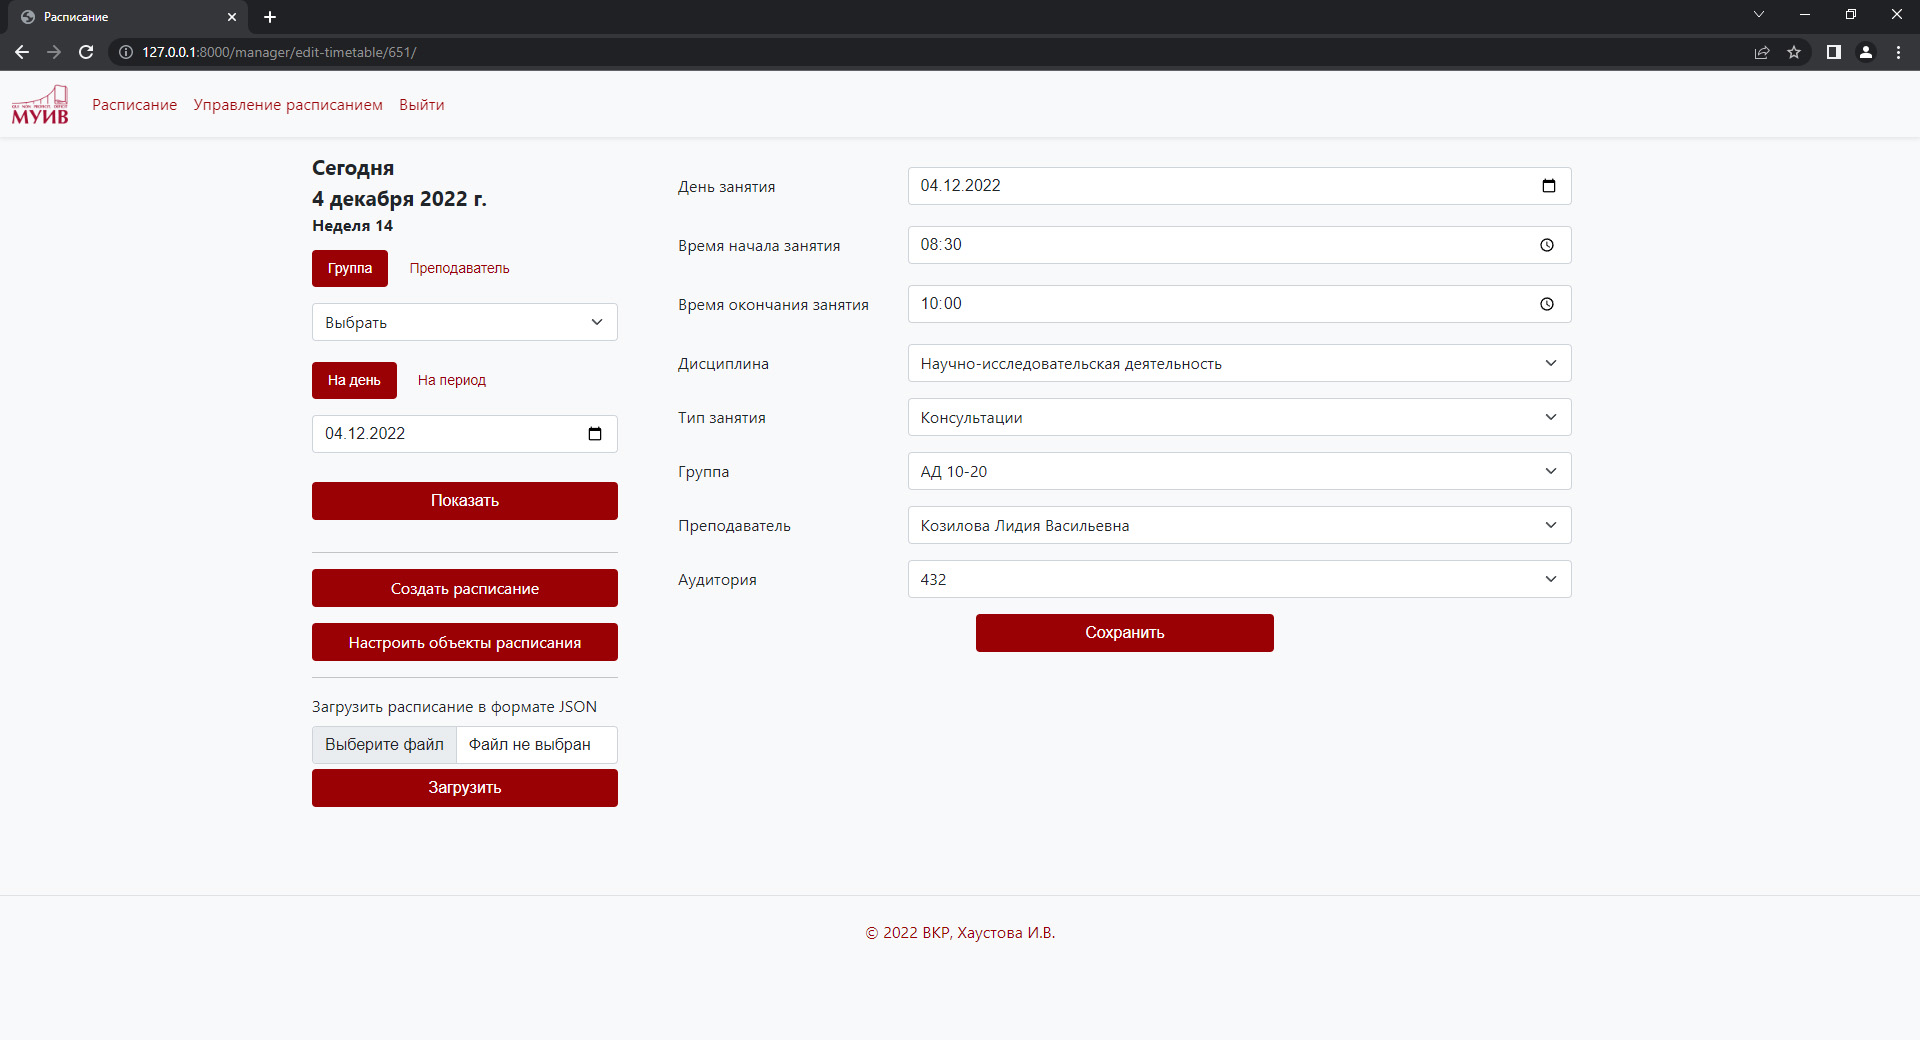 Расписание
127.0.0.1:8000/manager/edit-timetable/651/
МУИВ
Расписание Управление расписанием Выйти
Сегодня
4 декабря 2022 г.
Неделя 14
Группа Преподаватель
Выбрать
На день На период
04.12.2022
Показать
Создать расписание
Настроить объекты расписания
Загрузить расписание в формате JSON
Выберите файл Файл не выбран
Загрузить
День занятия 04.12.2022
Время начала занятия 08:30
Время окончания занятия 10:00
Дисциплина Научно-исследовательская деятельность
Тип занятия Консультации
Группа АД 10-20
Преподаватель Козилова Лидия Васильевна
Аудитория 432
Сохранить
© 2022 ВКР, Хаустова И.В.